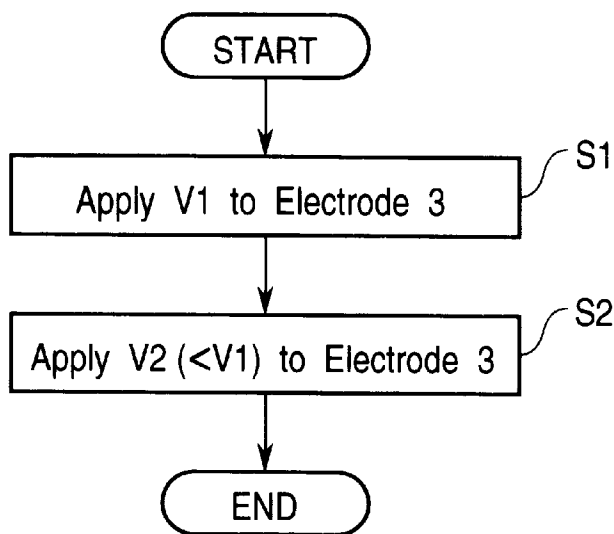 START
S1
Apply V1 to Electrode 3
S2
Apply V2 (<V1) to Electrode 3
END